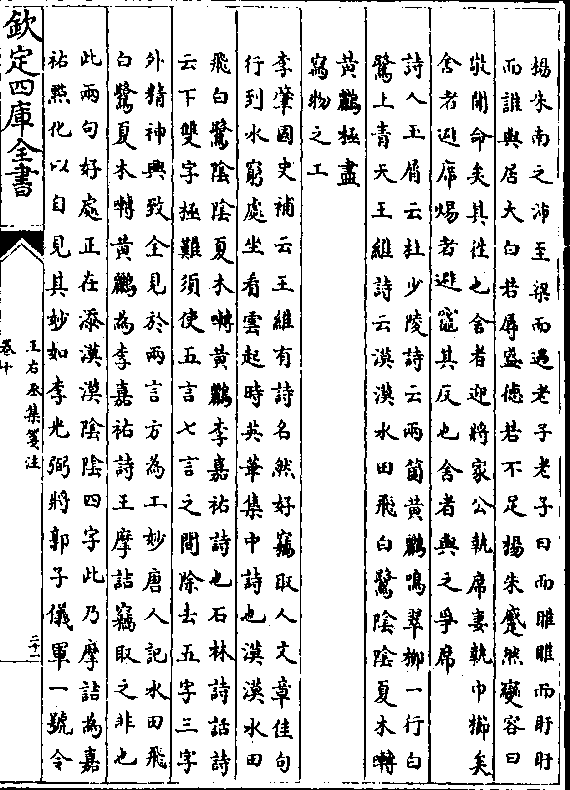 揚朱南之沛至梁而遇老子老子曰而睢睢而盱盱
而誰與居大白若辱盛德若不足揚朱蹵然變容曰
敬聞命矣其往也舍者迎將家公執席妻執巾櫛矣
舍者避席煬者避竈其反也舍者與之爭席
詩人玉屑云杜少陵詩云兩箇黃鸝鳴翠栁一行白
鷺上青天王維詩云漠漠水田飛白鷺陰陰夏木囀
黃鸝極盡
寫物之工
李肇國史補云王維有詩名然好竊取人文章佳句
行到水窮處坐看雲起時英華集中詩也漠漠水田
飛白鷺陰陰夏木囀黃鸝李嘉祐詩也石林詩話詩
云下雙字極難須使五言七言之間除去五字三字
外精神興致全見於兩言方為工妙唐人記水田飛
白鷺夏木囀黃鸝為李嘉祐詩王摩詰竊取之非也
此兩句好處正在添漠漠陰陰四字此乃摩詰為嘉
祐㸃化以自見其妙如李光弼將郭子儀軍一號令
欽定四庫全書
王右丞集箋注
卷十
二十一